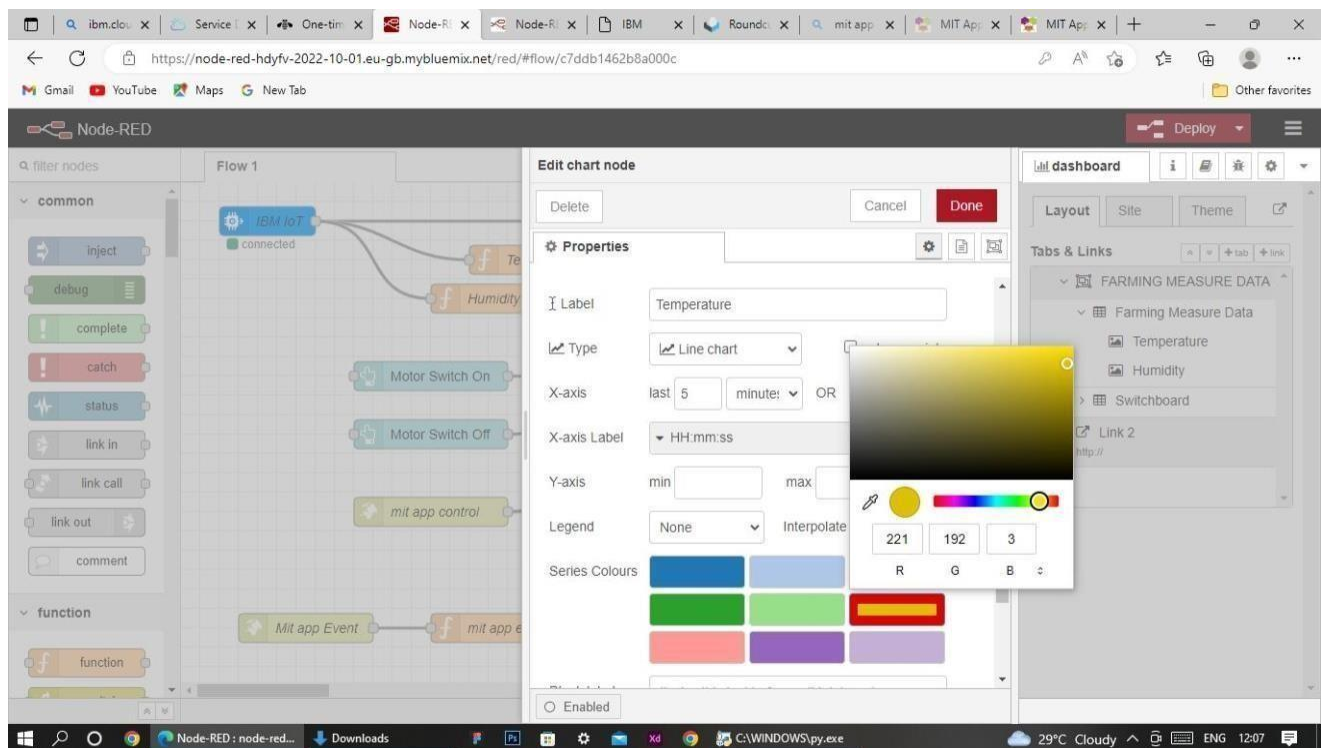 ibm.clou
Service
One-tim
Node-R
Node-R
IBM
Roundc
mit app
MIT App
MIT App
https://node-red-hdyfv-2022-10-01.eu-gb.mybluemix.net/red/#flow/c7ddb1462b8a000c
Gmail YouTube Maps New Tab Other favorites
Node-RED Deploy
filter nodes
common
inject
debug
complete
catch
status
link in
link call
link out
comment
function
function
Flow 1
IBM IoT
connected
Te
Humidity
Motor Switch On
Motor Switch Off
mit app control
Mit app Event
mit app e
Edit chart node
Delete Cancel Done
Properties
Label Temperature
Type Line chart
X-axis last 5 minutes OR
X-axis Label HH:mm:ss
Y-axis min max
Legend None Interpolate
Series Colours
221 192 3
R G B
Enabled
dashboard i
Layout Site Theme
Tabs & Links +tab +link
FARMING MEASURE DATA
Farming Measure Data
Temperature
Humidity
Switchboard
Link 2
http://
Node-RED : node-red... Downloads Ps Xd C:\WINDOWS\py.exe 29°C Cloudy ENG 12:07